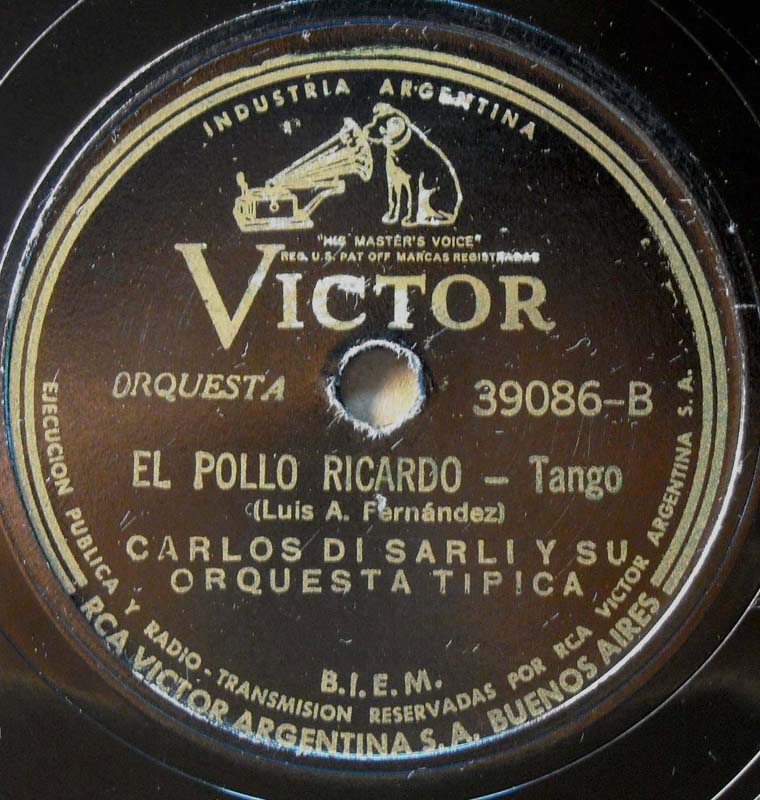 INDUSTRIA ARGENTINA
"HIS MASTER'S VOICE"
REG. U.S. PAT OFF MARCAS REGISTRADAS
VICTOR
ORQUESTA
39086-B
EL POLLO RICARDO - Tango
(Luis A. Fernández)
CARLOS DI SARLI Y SU
ORQUESTA TIPICA
B.I.E.M.
EJECUCION PUBLICA Y RADIO-TRANSMISION RESERVADAS POR RCA VICTOR ARGENTINA S.A.
RCA VICTOR ARGENTINA S.A. BUENOS AIRES